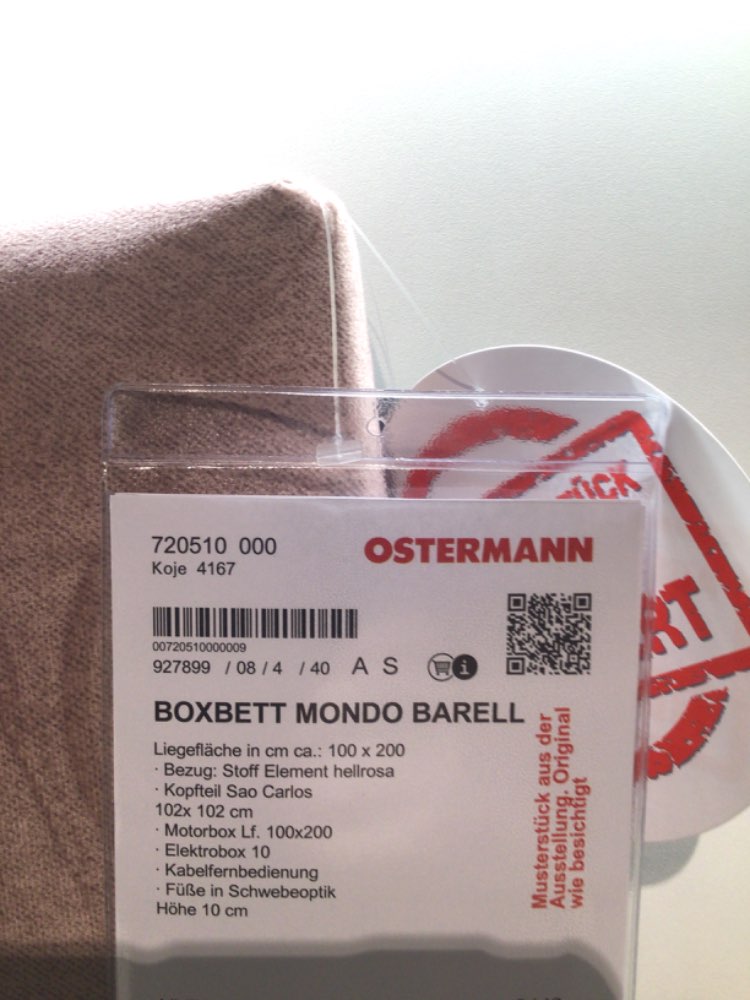 720510 000
OSTERMANN
Koje 4167
00720510000009
927899 / 08 / 4 / 40 A S
BOXBETT MONDO BARELL
Liegefläche in cm ca.: 100 x 200
· Bezug: Stoff Element hellrosa
· Kopfteil Sao Carlos
102x 102 cm
· Motorbox Lf. 100x200
· Elektrobox 10
· Kabelfernbedienung
· Füße in Schwebeoptik
Höhe 10 cm
Musterstück aus der
Ausstellung. Original
wie besichtigt